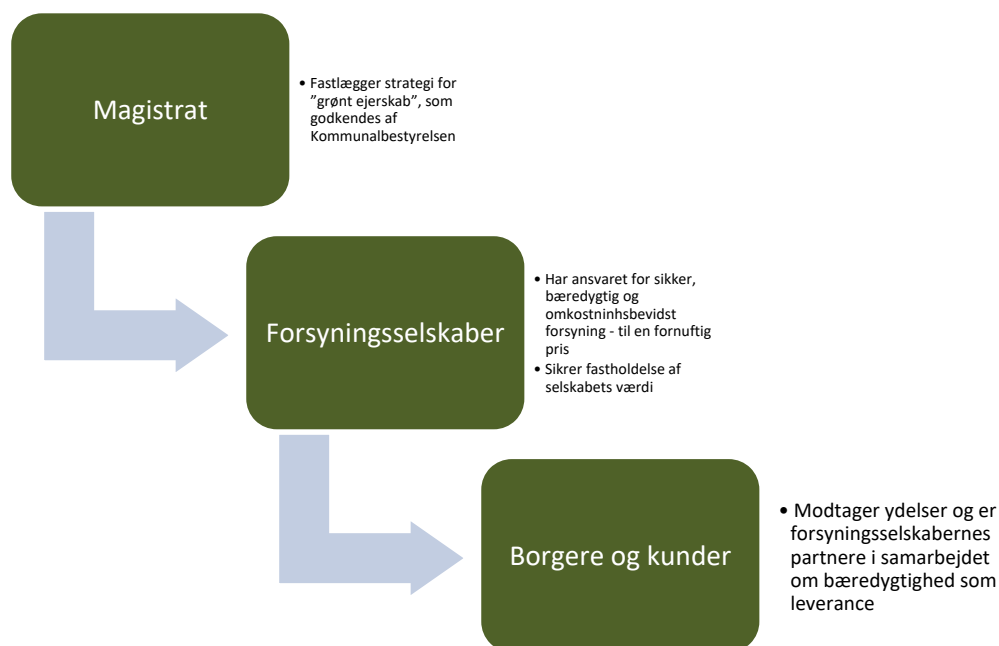 Magistrat
• Fastlægger strategi for
”grønt ejerskab”, som
godkendes af
Kommunalbestyrelsen
Forsyningsselskaber
• Har ansvaret for sikker,
bæredygtig og
omkostninhsbevidst
forsyning - til en fornuftig
pris
• Sikrer fastholdelse af
selskabets værdi
Borgere og kunder
• Modtager ydelser og er
forsyningsselskabernes
partnere i samarbejdet
om bæredygtighed som
leverance